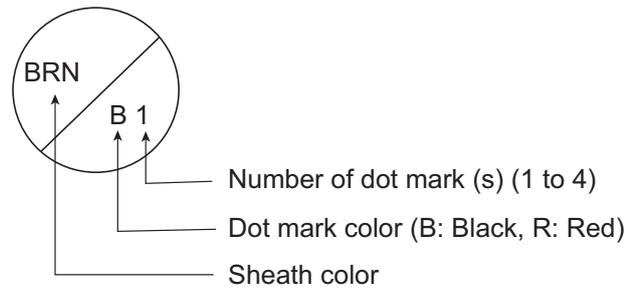 BRN
B 1
Number of dot mark (s) (1 to 4)
Dot mark color (B: Black, R: Red)
Sheath color